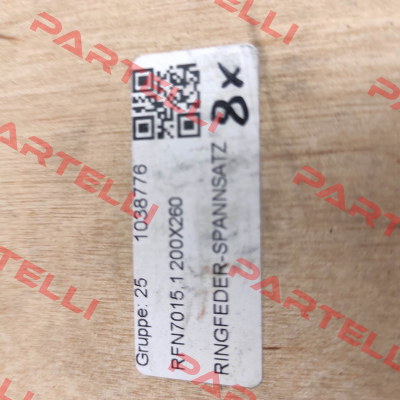 Gruppe: 25 1038776
RFN7015.1 200X260
RINGFEDER-SPANNSATZ
8x
PARTELLI
PARTELLI
PARTELLI
PARTELLI
PARTELLI